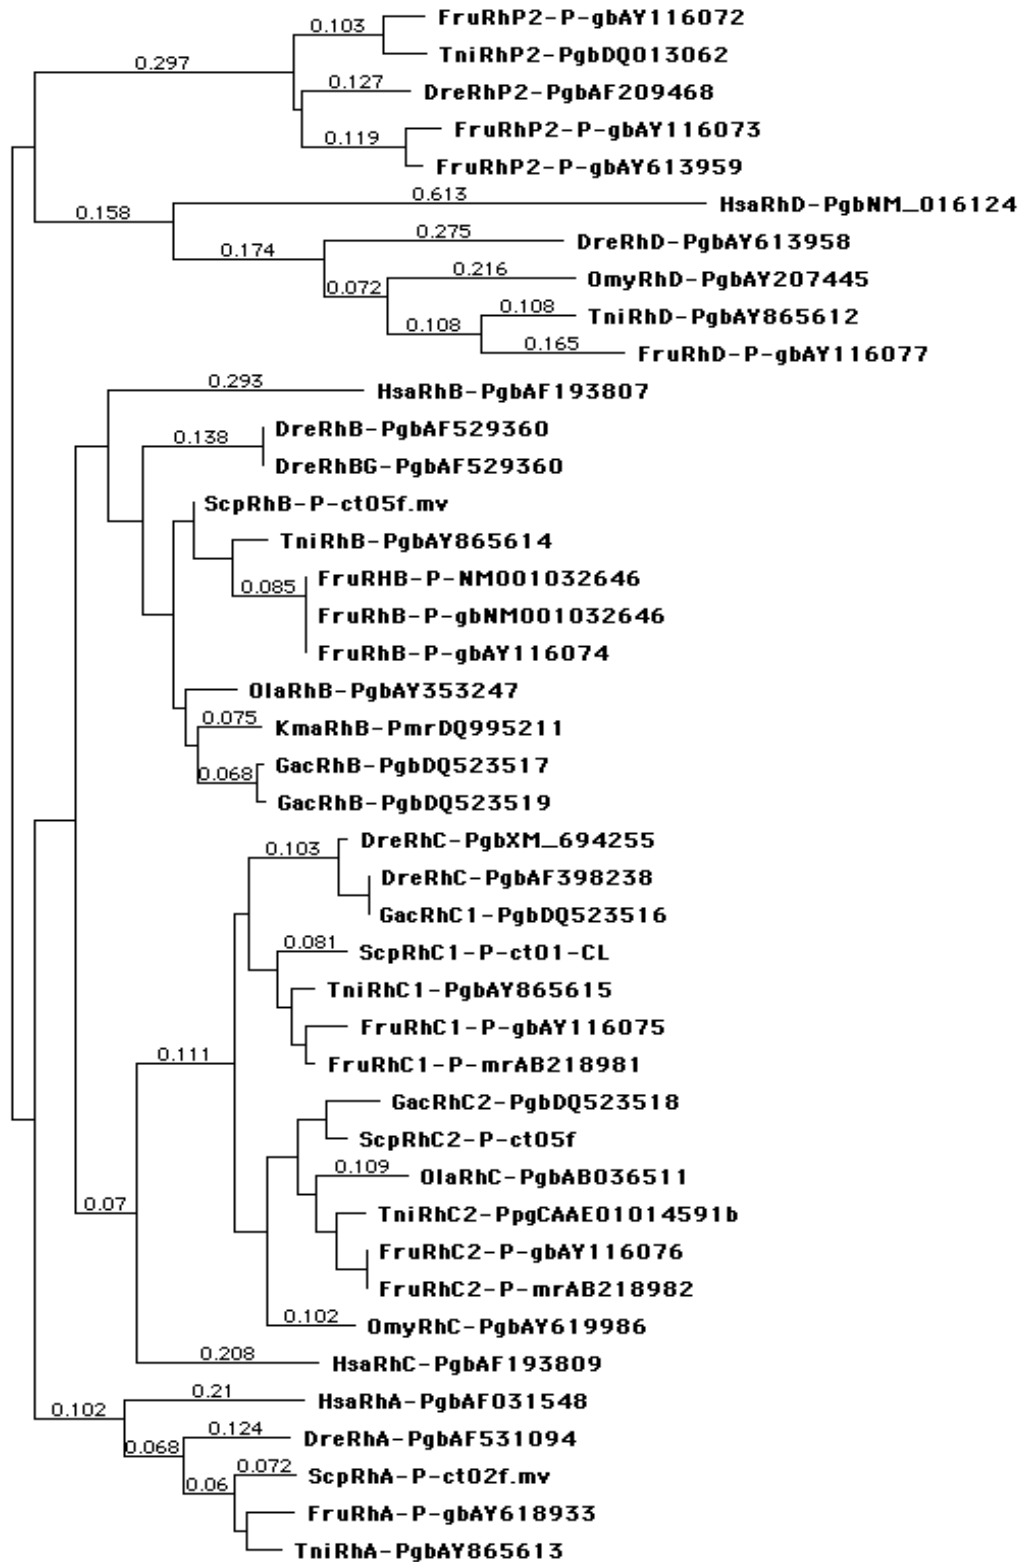 FruRhP2-P-gbAY116072
0.103
TniRhP2-PgbDQ013062
0.297
0.127
DreRhP2-PgbAF209468
FruRhP2-P-gbAY116073
0.119
FruRhP2-P-gbAY613959
0.613
HsaRhD-PgbNM_016124
0.158
0.275
DreRhD-PgbAY613958
0.174
0.216
OmyRhD-PgbAY207445
0.072
0.108
TniRhD-PgbAY865612
0.108
0.165
FruRhD-P-gbAY116077
0.293
HsaRhB-PgbAF193807
DreRhB-PgbAF529360
0.138
DreRhBG-PgbAF529360
ScpRhB-P-ct05f.mv
TniRhB-PgbAY865614
FruRHB-P-NM001032646
0.085
FruRhB-P-gbNM001032646
FruRhB-P-gbAY116074
OlaRhB-PgbAY353247
0.075
KmaRhB-PmrDQ995211
GacRhB-PgbDQ523517
0.068
GacRhB-PgbDQ523519
DreRhC-PgbXM_694255
0.103
DreRhC-PgbAF398238
GacRhC1-PgbDQ523516
0.081
ScpRhC1-P-ct01-CL
TniRhC1-PgbAY865615
FruRhC1-P-gbAY116075
0.111
FruRhC1-P-mrAB218981
GacRhC2-PgbDQ523518
ScpRhC2-P-ct05f
0.109
OlaRhC-PgbAB036511
0.07
TniRhC2-PpgCAAE01014591b
FruRhC2-P-gbAY116076
FruRhC2-P-mrAB218982
0.102
OmyRhC-PgbAY619986
0.208
HsaRhC-PgbAF193809
0.21
HsaRhA-PgbAF031548
0.102
0.124
DreRhA-PgbAF531094
0.068
0.072
ScpRhA-P-ct02f.mv
0.06
FruRhA-P-gbAY618933
TniRhA-PgbAY865613